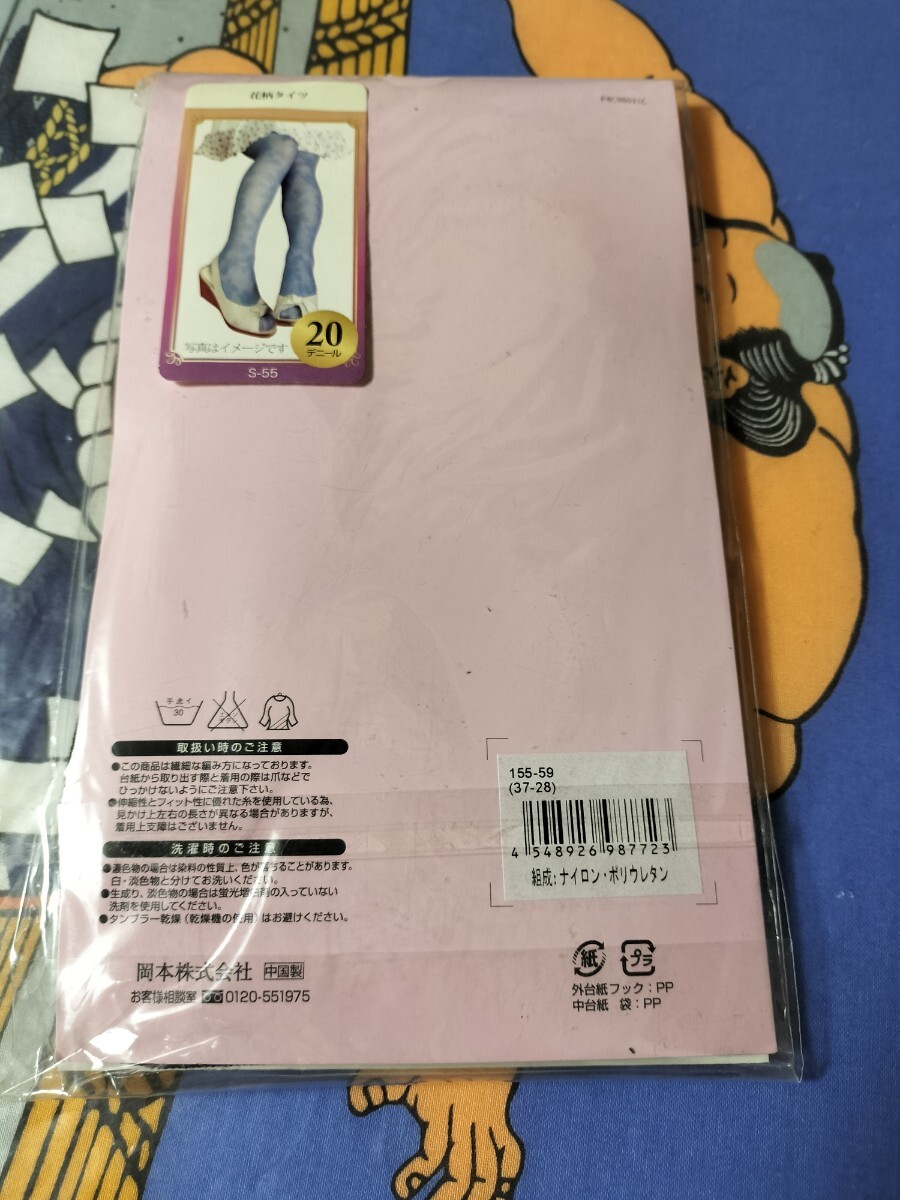 花柄タイツ
写真はイメージです
20
デニール
S-55
手洗イ
30
エンソ
サラシ
取扱い時のご注意
●この商品は繊細な編み方になっております。
台紙から取り出す際と着用の際は爪などで
ひっかけないようにご注意下さい。
●伸縮性とフィット性に優れた糸を使用している為、
見かけ上左右の長さが異なる場合がありますが、
着用上支障はございません。
洗濯時のご注意
●濃色物の場合は染料の性質上、色が落ちることがあります。
白・淡色物と分けてお洗いください。
●生成り、淡色物の場合は蛍光増白剤の入っていない
洗剤を使用してください。
●タンブラー乾燥(乾燥機の使用)はお避けください。
岡本株式会社 中国製
お客様相談室 0120-551975
155-59
(37-28)
4 548926 987723
組成:ナイロン・ポリウレタン
紙 プラ
外台紙フック:PP
中台紙 袋:PP